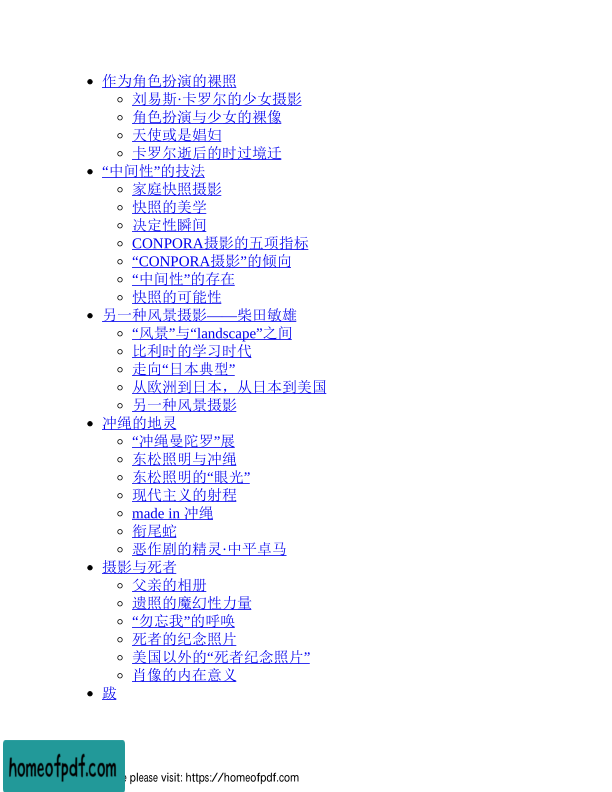 作为角色扮演的裸照
刘易斯·卡罗尔的少女摄影
角色扮演与少女的裸像
天使或是娼妇
卡罗尔逝后的时过境迁
“中间性”的技法
家庭快照摄影
快照的美学
决定性瞬间
CONPORA摄影的五项指标
“CONPORA摄影”的倾向
“中间性”的存在
快照的可能性
另一种风景摄影——柴田敏雄
“风景”与“landscape”之间
比利时的学习时代
走向“日本典型”
从欧洲到日本，从日本到美国
另一种风景摄影
冲绳的地灵
“冲绳曼陀罗”展
东松照明与冲绳
东松照明的“眼光”
现代主义的射程
made in 冲绳
衔尾蛇
恶作剧的精灵·中平卓马
摄影与死者
父亲的相册
遗照的魔幻性力量
“勿忘我”的呼唤
死者的纪念照片
美国以外的“死者纪念照片”
肖像的内在意义
跋
homeofpdf.com
e please visit: https://homeofpdf.com